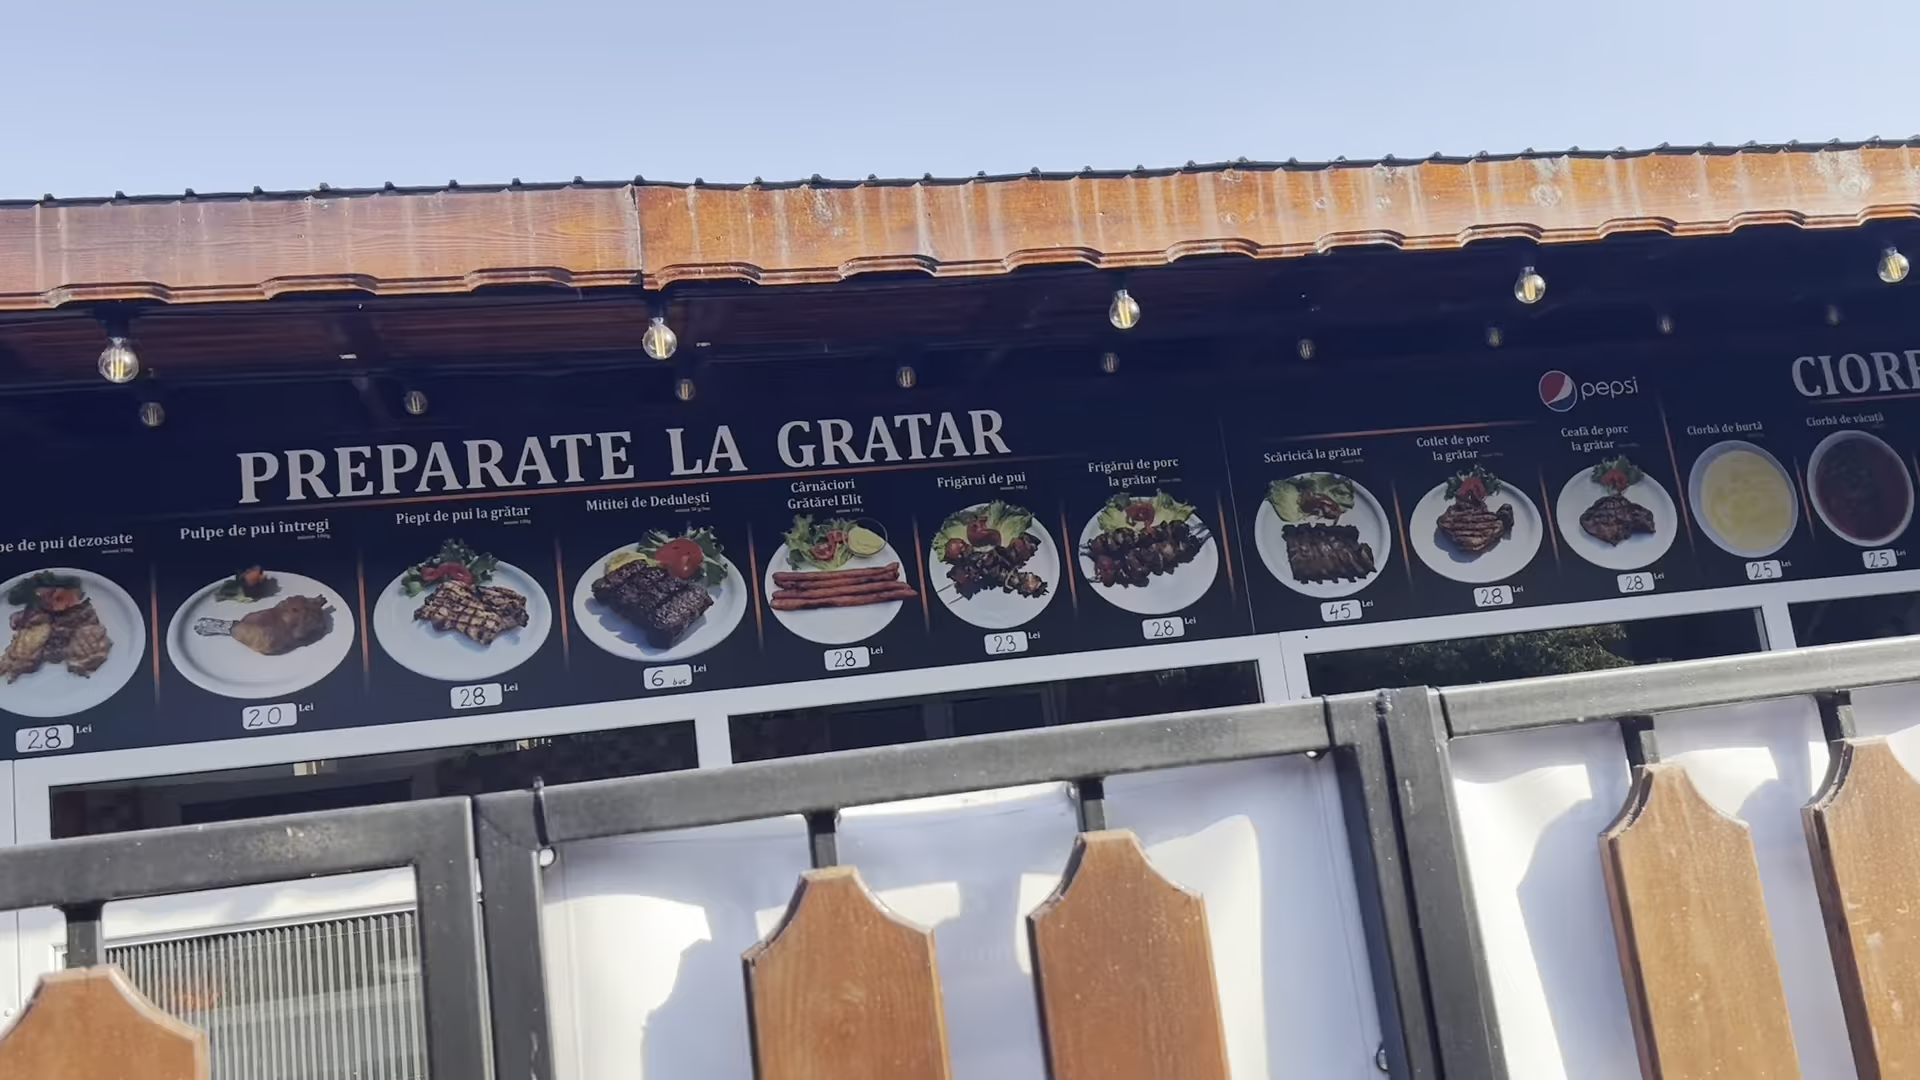 PREPARATE LA GRATAR
pepsi
CIORB
pe de pui dezosate
28 Lei
Pulpe de pui întregi
20 Lei
Piept de pui la grătar
28 Lei
Mititei de Dedulești
6 buc Lei
Cârnăciori
Grătărel Elit
28 Lei
Frigărui de pui
23 Lei
Frigărui de porc
la grătar
28 Lei
Scăricică la grătar
45 Lei
Cotlet de porc
la grătar
28 Lei
Ceafă de porc
la grătar
28 Lei
Ciorbă de burtă
25 Lei
Ciorbă de văcuță
25 Lei